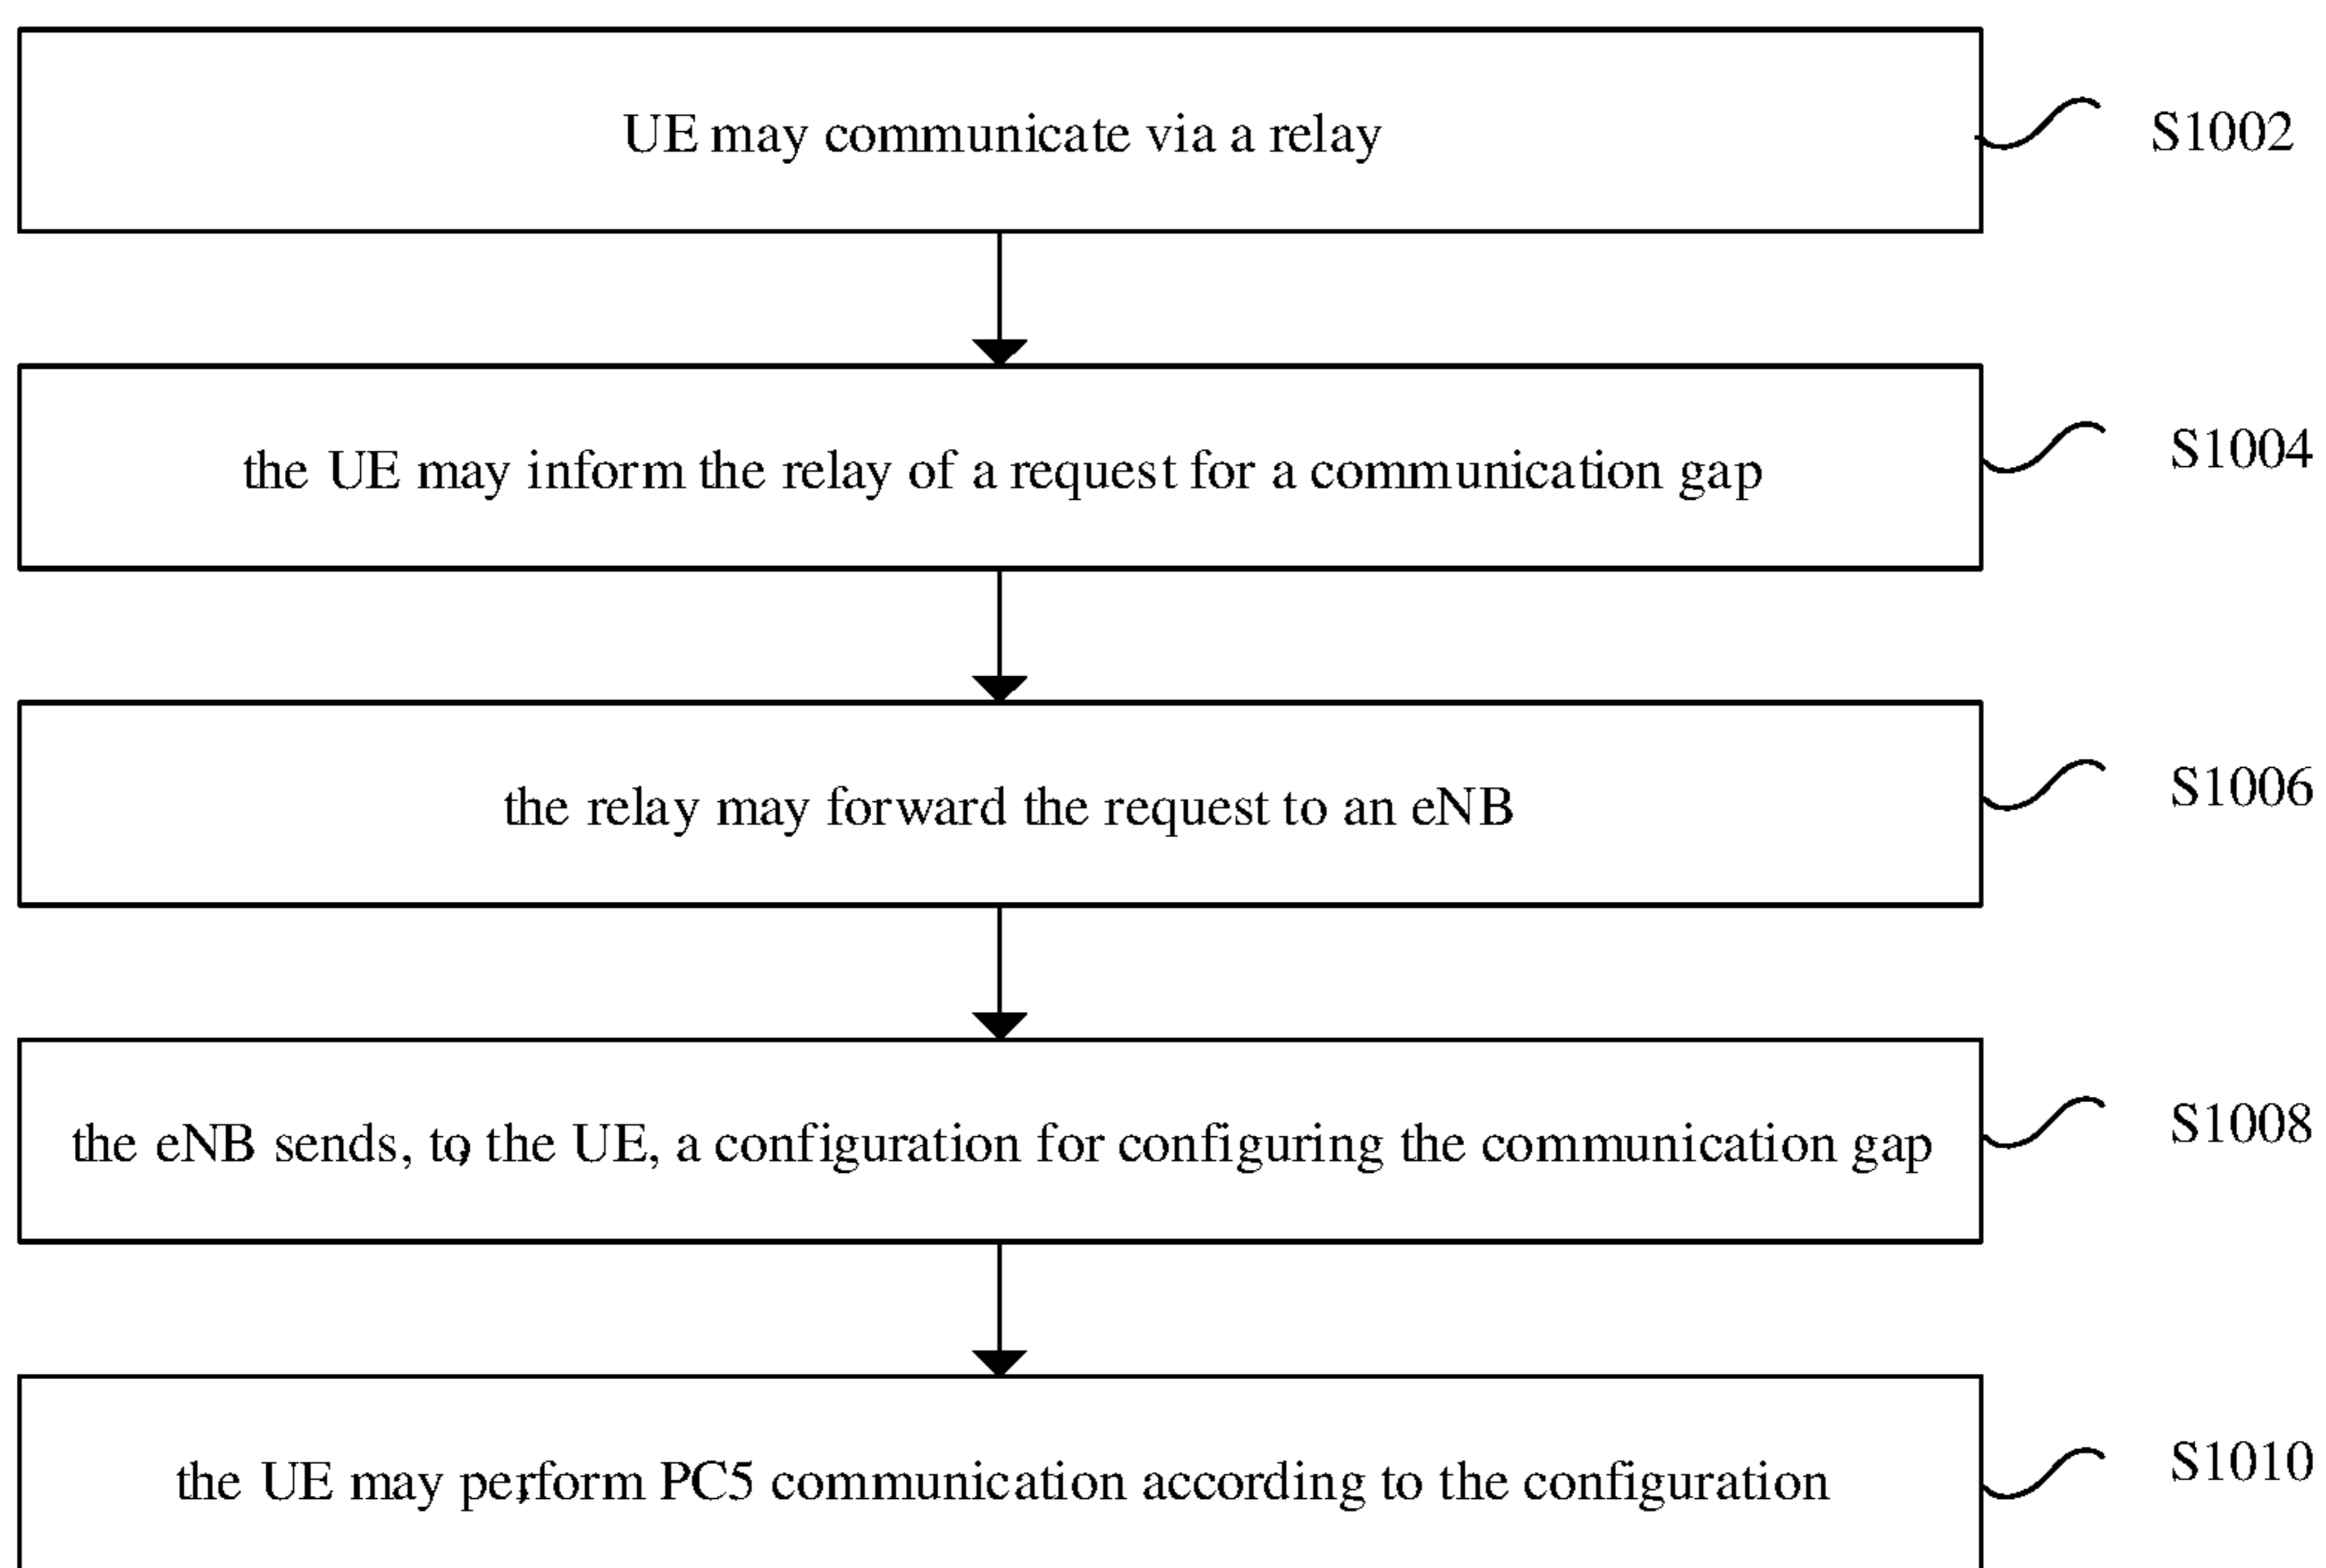 UE may communicate via a relay
S1002
the UE may inform the relay of a request for a communication gap
S1004
the relay may forward the request to an eNB
S1006
the eNB sends, to the UE, a configuration for configuring the communication gap
S1008
the UE may perform PC5 communication according to the configuration
S1010